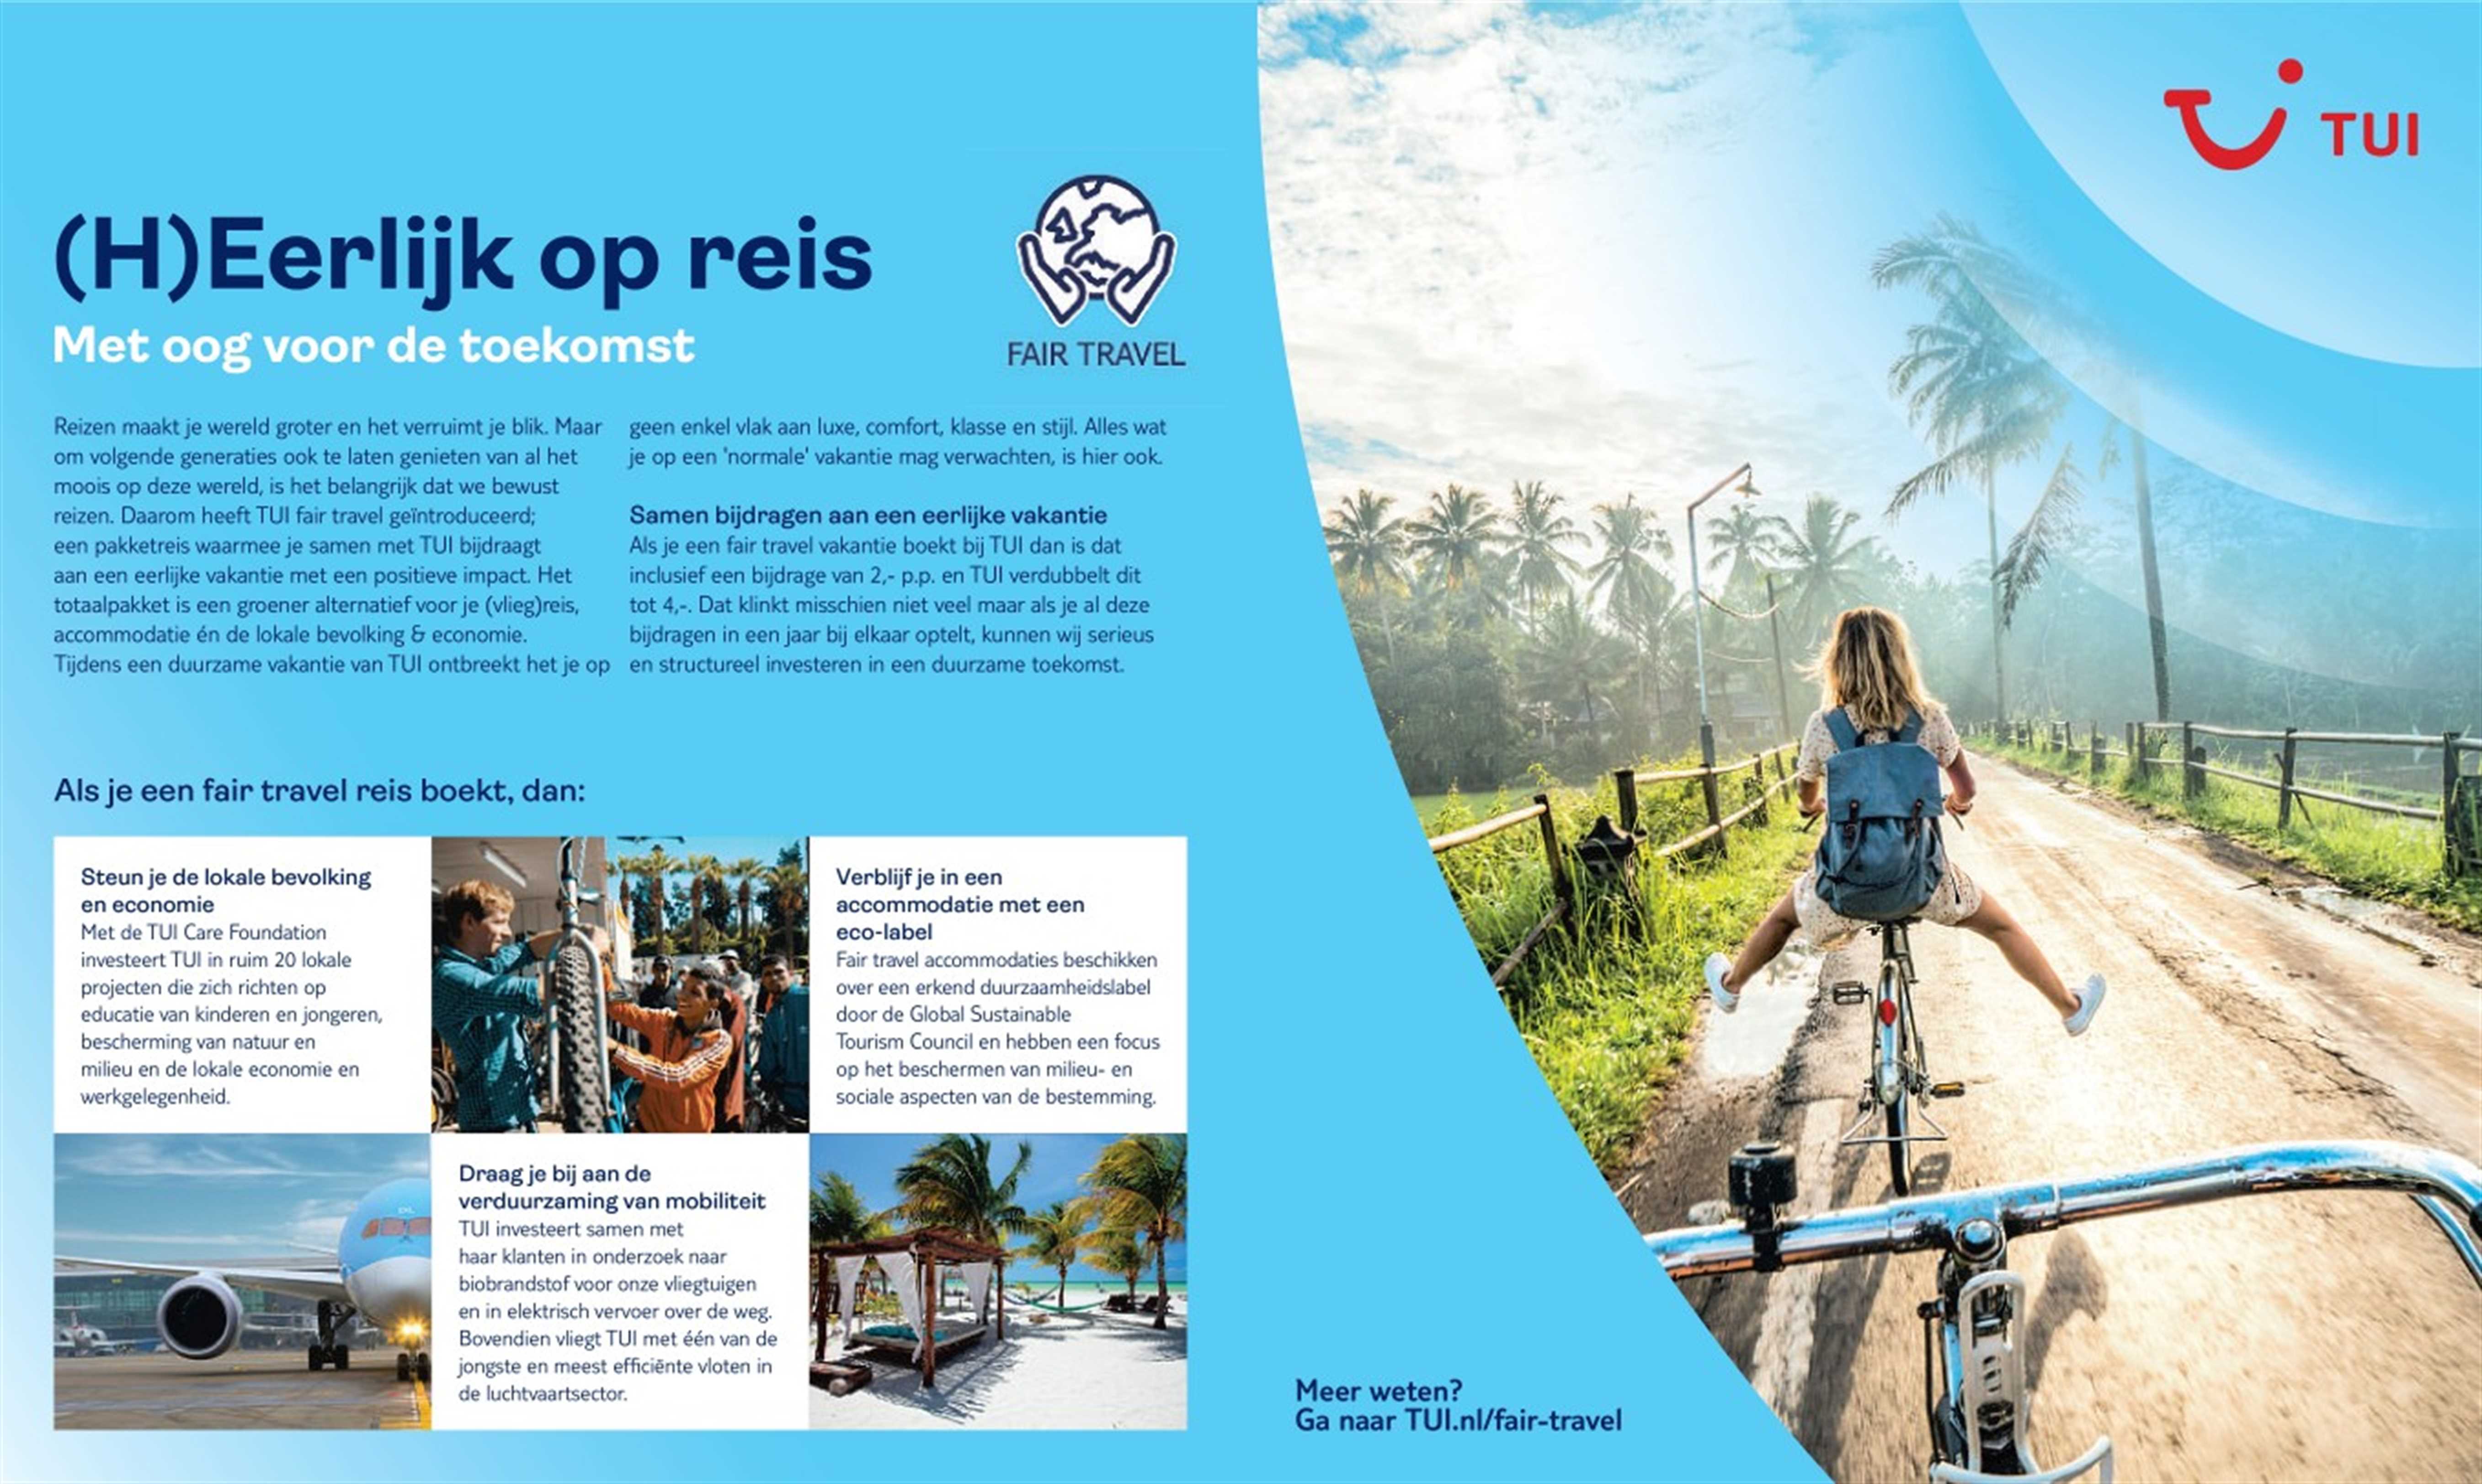 (H)Eerlijk op reis
Met oog voor de toekomst
FAIR TRAVEL
Reizen maakt je wereld groter en het verruimt je blik. Maar
om volgende generaties ook te laten genieten van al het
moois op deze wereld, is het belangrijk dat we bewust
reizen. Daarom heeft TUI fair travel geïntroduceerd;
een pakketreis waarmee je samen met TUI bijdraagt
aan een eerlijke vakantie met een positieve impact. Het
totaalpakket is een groener alternatief voor je (vlieg)reis,
accommodatie én de lokale bevolking & economie.
Tijdens een duurzame vakantie van TUI ontbreekt het je op
geen enkel vlak aan luxe, comfort, klasse en stijl. Alles wat
je op een 'normale' vakantie mag verwachten, is hier ook.
Samen bijdragen aan een eerlijke vakantie
Als je een fair travel vakantie boekt bij TUI dan is dat
inclusief een bijdrage van 2,- p.p. en TUI verdubbelt dit
tot 4,-. Dat klinkt misschien niet veel maar als je al deze
bijdragen in een jaar bij elkaar optelt, kunnen wij serieus
en structureel investeren in een duurzame toekomst.
Als je een fair travel reis boekt, dan:
Steun je de lokale bevolking
en economie
Met de TUI Care Foundation
investeert TUI in ruim 20 lokale
projecten die zich richten op
educatie van kinderen en jongeren,
bescherming van natuur en
milieu en de lokale economie en
werkgelegenheid.
Verblijf je in een
accommodatie met een
eco-label
Fair travel accommodaties beschikken
over een erkend duurzaamheidslabel
door de Global Sustainable
Tourism Council en hebben een focus
op het beschermen van milieu- en
sociale aspecten van de bestemming.
Draag je bij aan de
verduurzaming van mobiliteit
TUI investeert samen met
haar klanten in onderzoek naar
biobrandstof voor onze vliegtuigen
en in elektrisch vervoer over de weg.
Bovendien vliegt TUI met één van de
jongste en meest efficiënte vloten in
de luchtvaartsector.
TUI
Meer weten?
Ga naar TUI.nl/fair-travel